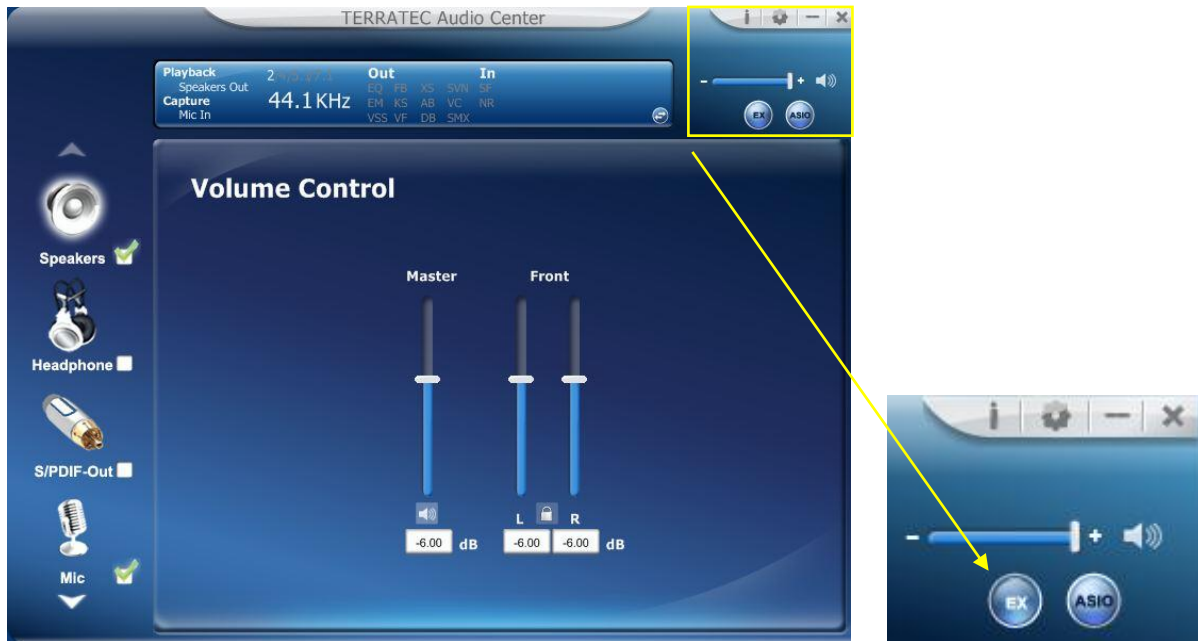 TERRATEC Audio Center
i
Playback
Speakers Out
Capture
Mic In
2
44.1 KHz
Out In
EQ FB XS SVN SF
EM KS AB VC NR
VSS VF DB SMX
- +
EX ASIO
Volume Control
Speakers
Headphone
S/PDIF-Out
Mic
Master Front
L R
-6.00 dB -6.00 -6.00 dB
i
- +
EX ASIO